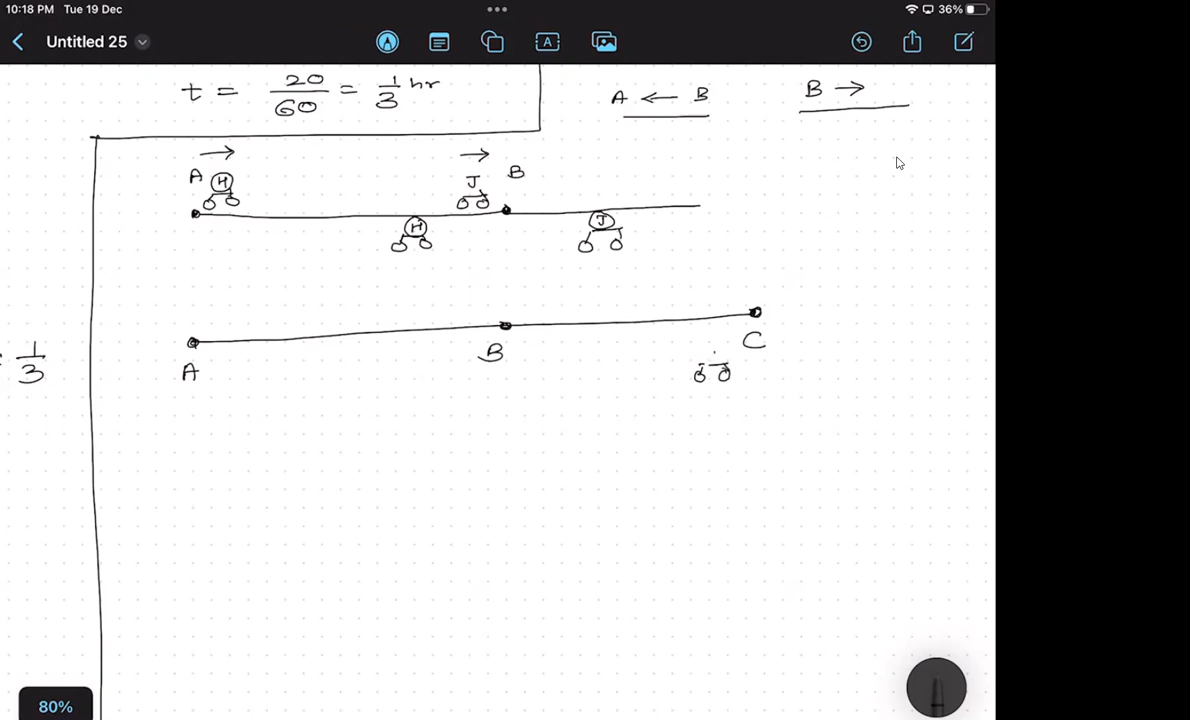 10:18 PM Tue 19 Dec
36%
Untitled 25
A
t = 20/60 = 1/3 hr
A ← B
B →
→ →
A H J B
H J
A B C
1/3
80%